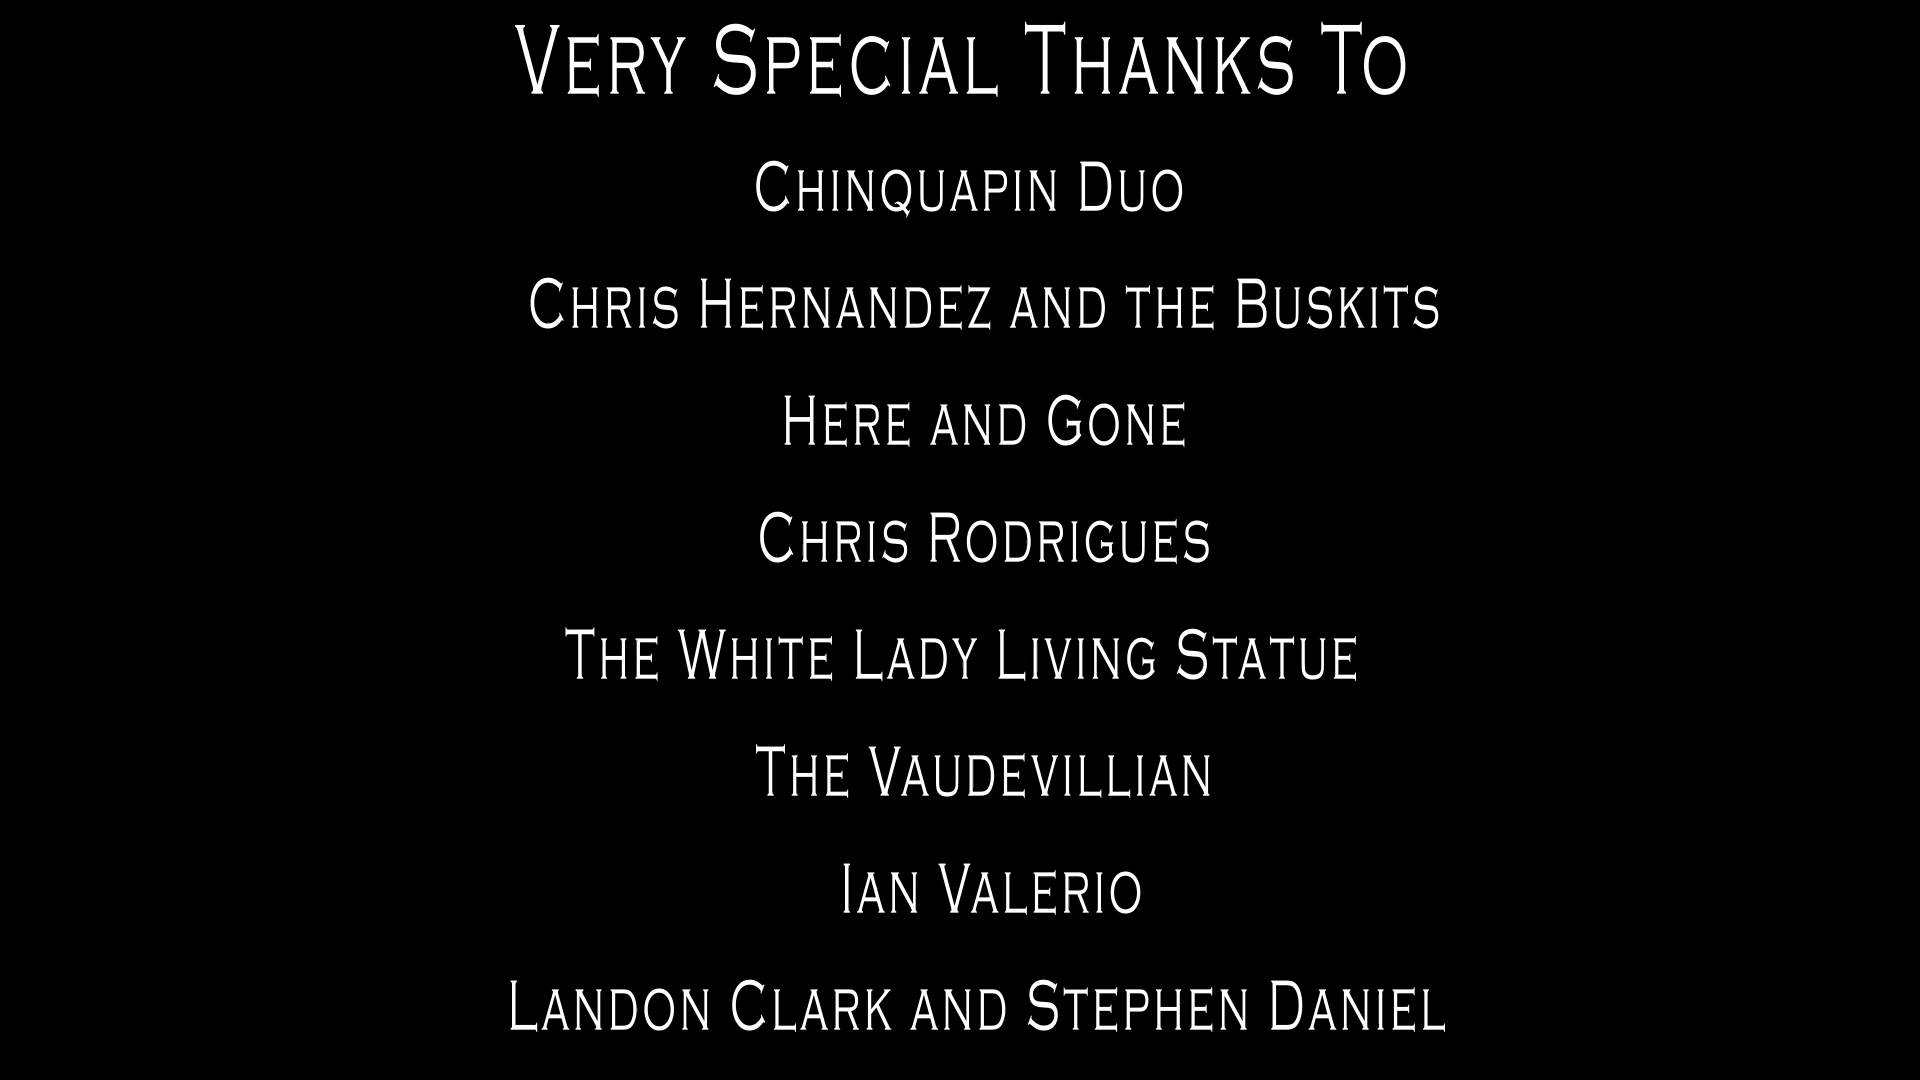 Very Special Thanks To
Chinquapin Duo
Chris Hernandez and the Buskits
Here and Gone
Chris Rodrigues
The White Lady Living Statue
The Vaudevillian
Ian Valerio
Landon Clark and Stephen Daniel